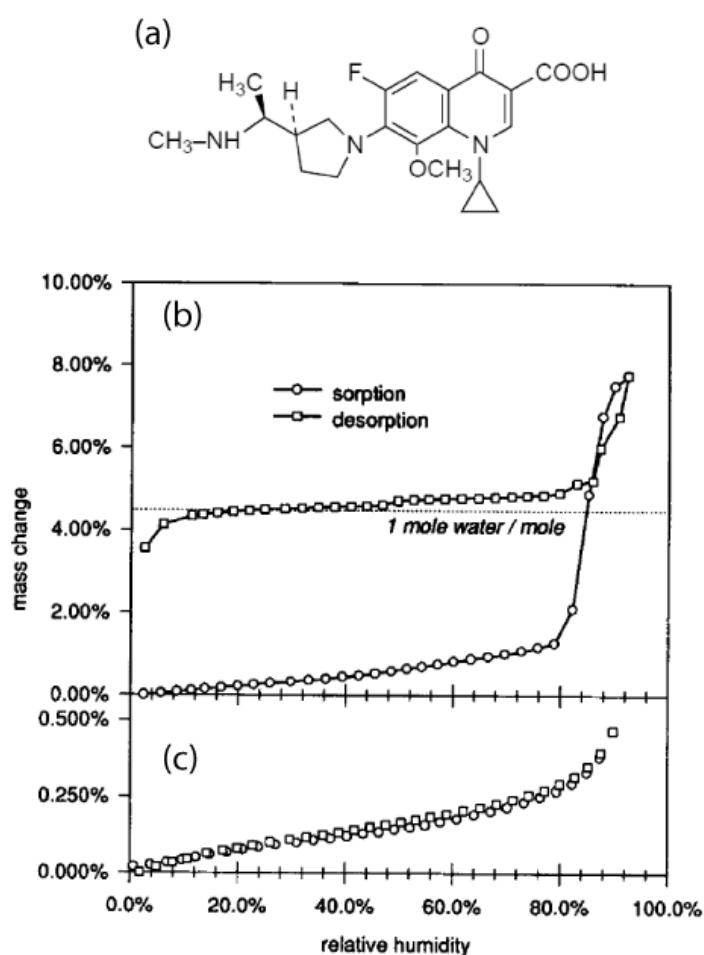 (a)
O
F
COOH
H₃C
H
CH₃–NH
N
N
OCH₃
(b)
10.00%
8.00%
6.00%
4.00%
2.00%
0.00%
mass change
sorption
desorption
1 mole water / mole
(c)
0.500%
0.250%
0.000%
0.0%
20.0%
40.0%
60.0%
80.0%
100.0%
relative humidity